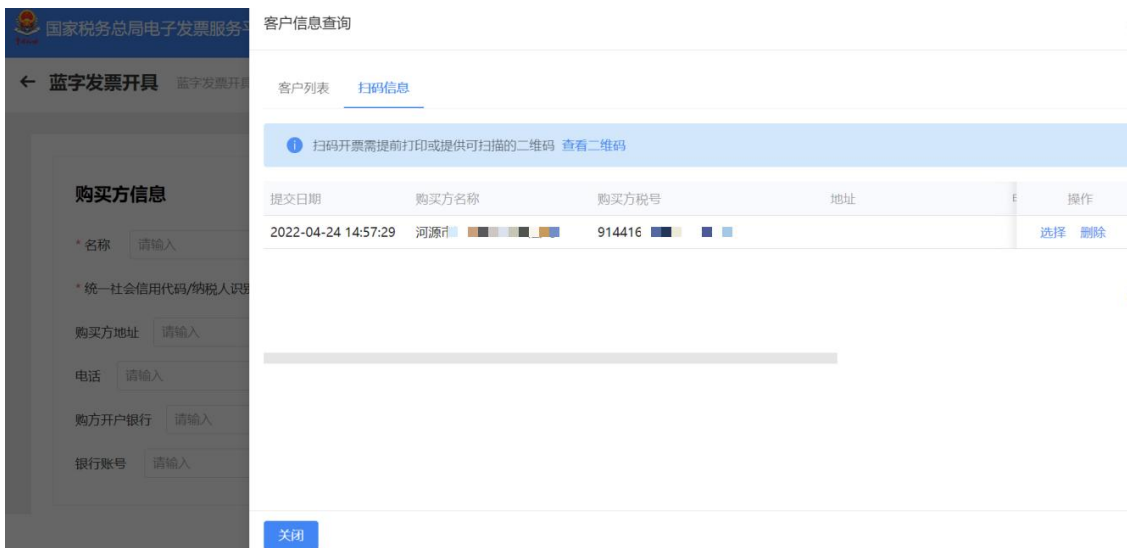 国家税务总局电子发票服务平
客户信息查询
蓝字发票开具 蓝字发票开具
客户列表 扫码信息
扫码开票需提前打印或提供可扫描的二维码 查看二维码
购买方信息
提交日期 购买方名称 购买方税号 地址 操作
2022-04-24 14:57:29 河源市 914416 选择 删除
* 名称 请输入
* 统一社会信用代码/纳税人识别
购买方地址 请输入
电话 请输入
购方开户银行 请输入
银行账号 请输入
关闭